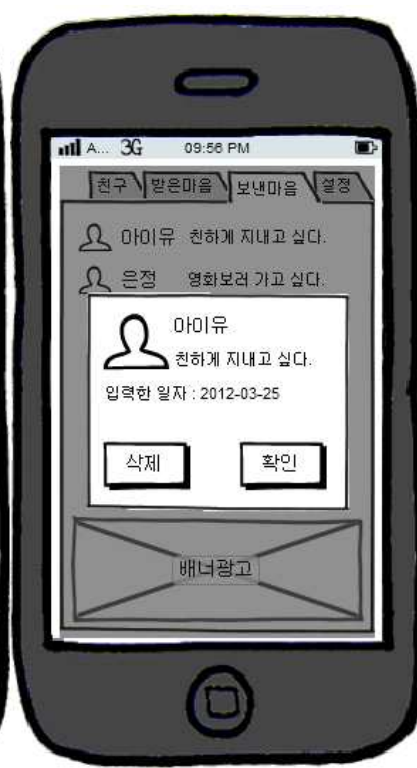 A... 3G 09:56 PM
친구 받은마음 보낸마음 설정
아이유 친하게 지내고 싶다.
은정 영화보러 가고 싶다.
아이유
친하게 지내고 싶다.
입력한 일자 : 2012-03-25
삭제 확인
배너광고